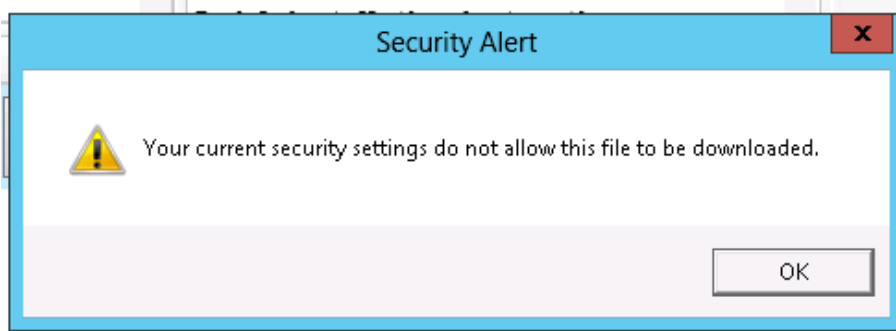 Security Alert
x
Your current security settings do not allow this file to be downloaded.
OK